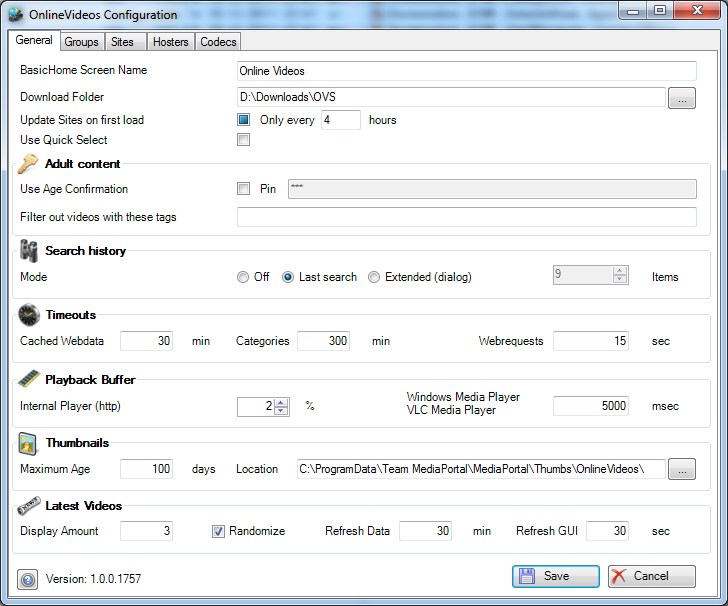 OnlineVideos Configuration
General Groups Sites Hosters Codecs
BasicHome Screen Name Online Videos
Download Folder D:\Downloads\OVS ...
Update Sites on first load Only every 4 hours
Use Quick Select
Adult content
Use Age Confirmation Pin ***
Filter out videos with these tags
Search history
Mode Off Last search Extended (dialog) 9 Items
Timeouts
Cached Webdata 30 min Categories 300 min Webrequests 15 sec
Playback Buffer
Internal Player (http) 2 % Windows Media Player
VLC Media Player 5000 msec
Thumbnails
Maximum Age 100 days Location C:\ProgramData\Team MediaPortal\MediaPortal\Thumbs\OnlineVideos\ ...
Latest Videos
Display Amount 3 Randomize Refresh Data 30 min Refresh GUI 30 sec
Version: 1.0.0.1757 Save Cancel